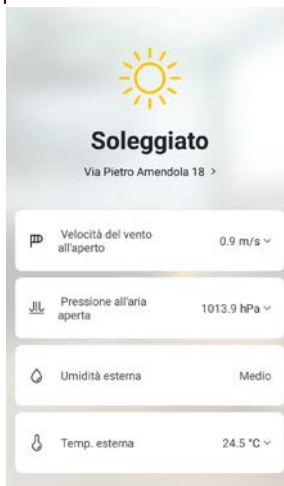 Soleggiato
Via Pietro Amendola 18 >
Velocità del vento
all'aperto
0.9 m/s
Pressione all'aria
aperta
1013.9 hPa
Umidità esterna
Medio
Temp. esterna
24.5 °C